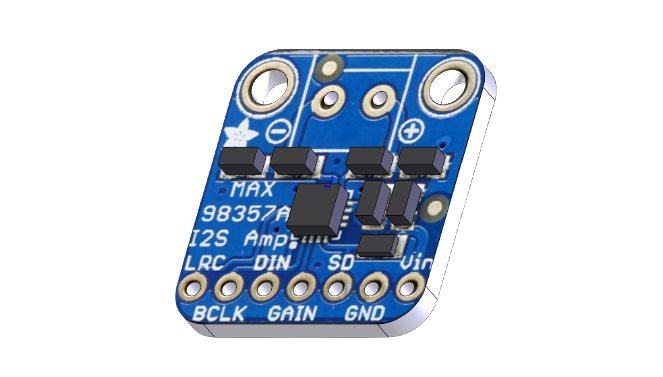 MAX
98357A
I2S Amp
LRC DIN SD Vin
BCLK GAIN GND